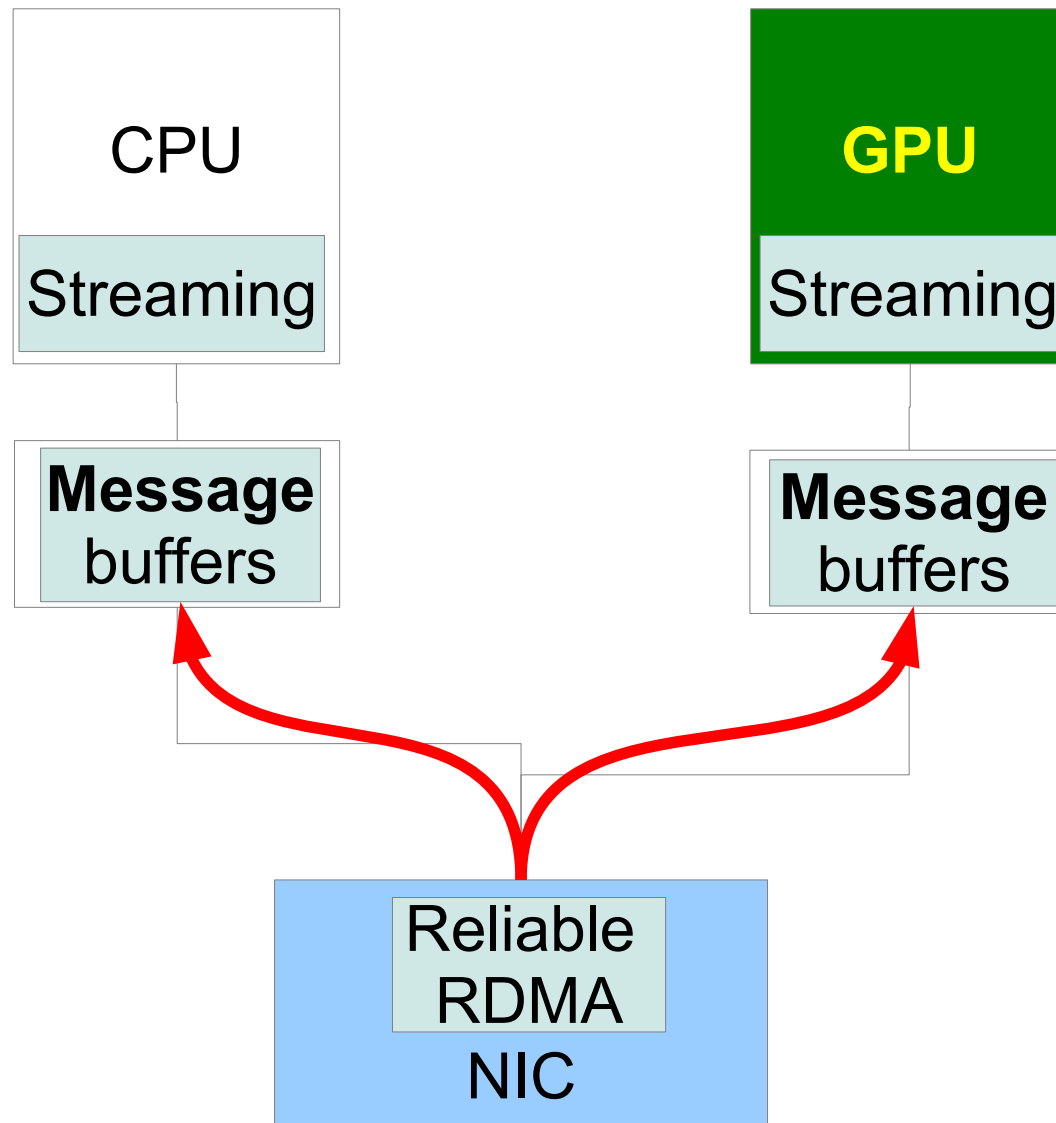 CPU
GPU
Streaming
Streaming
Message
buffers
Message
buffers
Reliable
RDMA
NIC